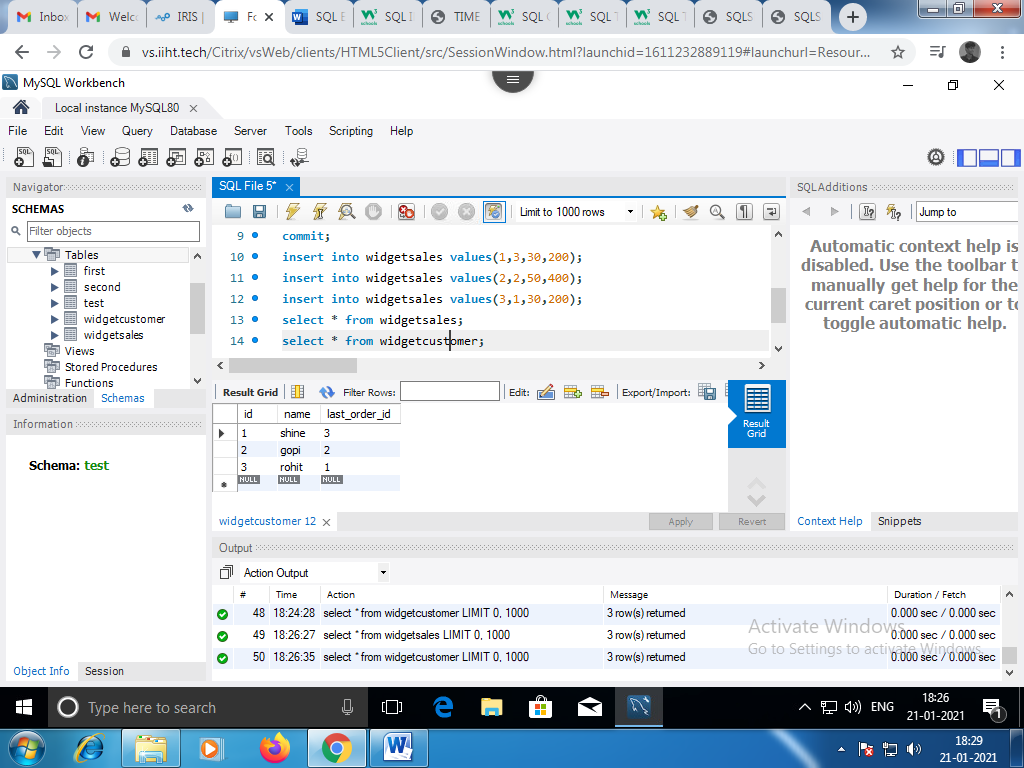 Inbox
Welc
IRIS |
Fo
SQL E
SQL I
TIME
SQL C
SQL T
SQL T
SQLS
SQLS
vs.iiht.tech/Citrix/vsWeb/clients/HTML5Client/src/SessionWindow.html?launchid=1611232889119#launchurl=Resour...
MySQL Workbench
Local instance MySQL80
File Edit View Query Database Server Tools Scripting Help
Navigator
SCHEMAS
Filter objects
Tables
first
second
test
widgetcustomer
widgetsales
Views
Stored Procedures
Functions
Administration Schemas
Information
Schema: test
Object Info Session
SQL File 5*
Limit to 1000 rows
9 commit;
10 insert into widgetsales values(1,3,30,200);
11 insert into widgetsales values(2,2,50,400);
12 insert into widgetsales values(3,1,30,200);
13 select * from widgetsales;
14 select * from widgetcustomer;
Result Grid Filter Rows: Edit: Export/Import:
id name last_order_id
1 shine 3
2 gopi 2
3 rohit 1
NULL NULL NULL
Result
Grid
widgetcustomer 12
Apply Revert
SQLAdditions
Jump to
Automatic context help is
disabled. Use the toolbar t
manually get help for the
current caret position or to
toggle automatic help.
Context Help Snippets
Output
Action Output
# Time Action Message Duration / Fetch
48 18:24:28 select * from widgetcustomer LIMIT 0, 1000 3 row(s) returned 0.000 sec / 0.000 sec
49 18:26:27 select * from widgetsales LIMIT 0, 1000 3 row(s) returned 0.000 sec / 0.000 sec
50 18:26:35 select * from widgetcustomer LIMIT 0, 1000 3 row(s) returned 0.000 sec / 0.000 sec
Activate Windows
Go to Settings to activate Windows.
Type here to search
ENG
18:26
21-01-2021
1
18:29
21-01-2021